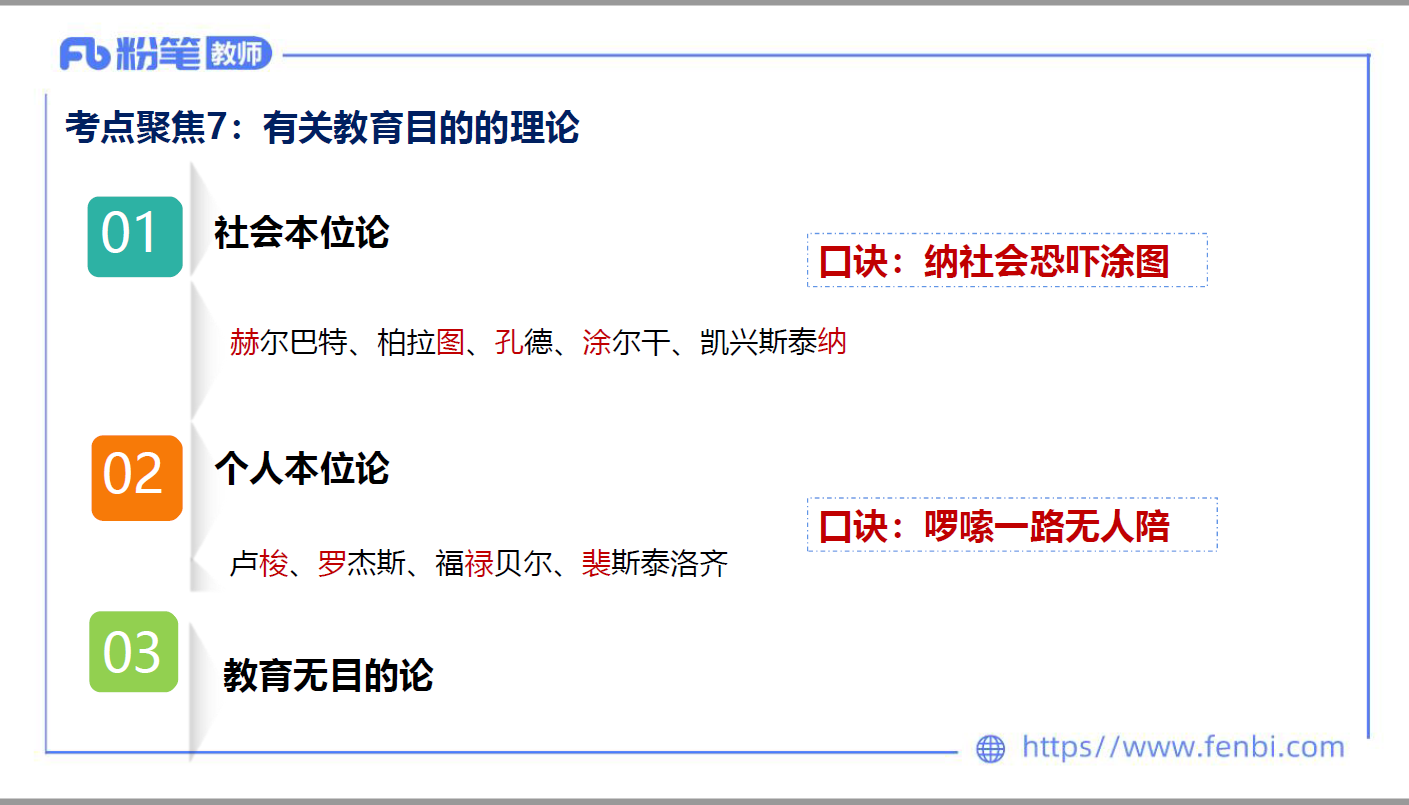 Fb粉笔教师
考点聚焦7：有关教育目的的理论
01
社会本位论
口诀：纳社会恐吓涂图
赫尔巴特、柏拉图、孔德、涂尔干、凯兴斯泰纳
02
个人本位论
口诀：啰嗦一路无人陪
卢梭、罗杰斯、福禄贝尔、裴斯泰洛齐
03
教育无目的论
https//www.fenbi.com